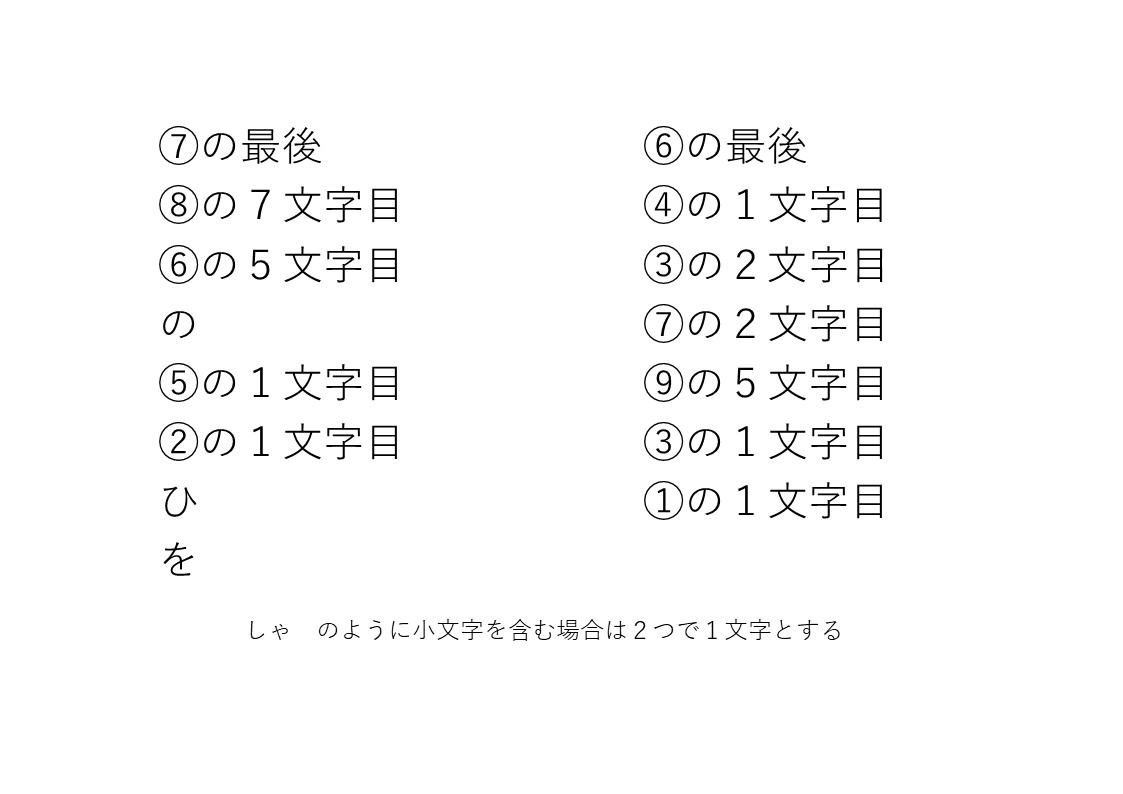 ⑦の最後
⑧の７文字目
⑥の５文字目
の
⑤の１文字目
②の１文字目
ひ
を
⑥の最後
④の１文字目
③の２文字目
⑦の２文字目
⑨の５文字目
③の１文字目
①の１文字目
しゃ　のように小文字を含む場合は２つで１文字とする